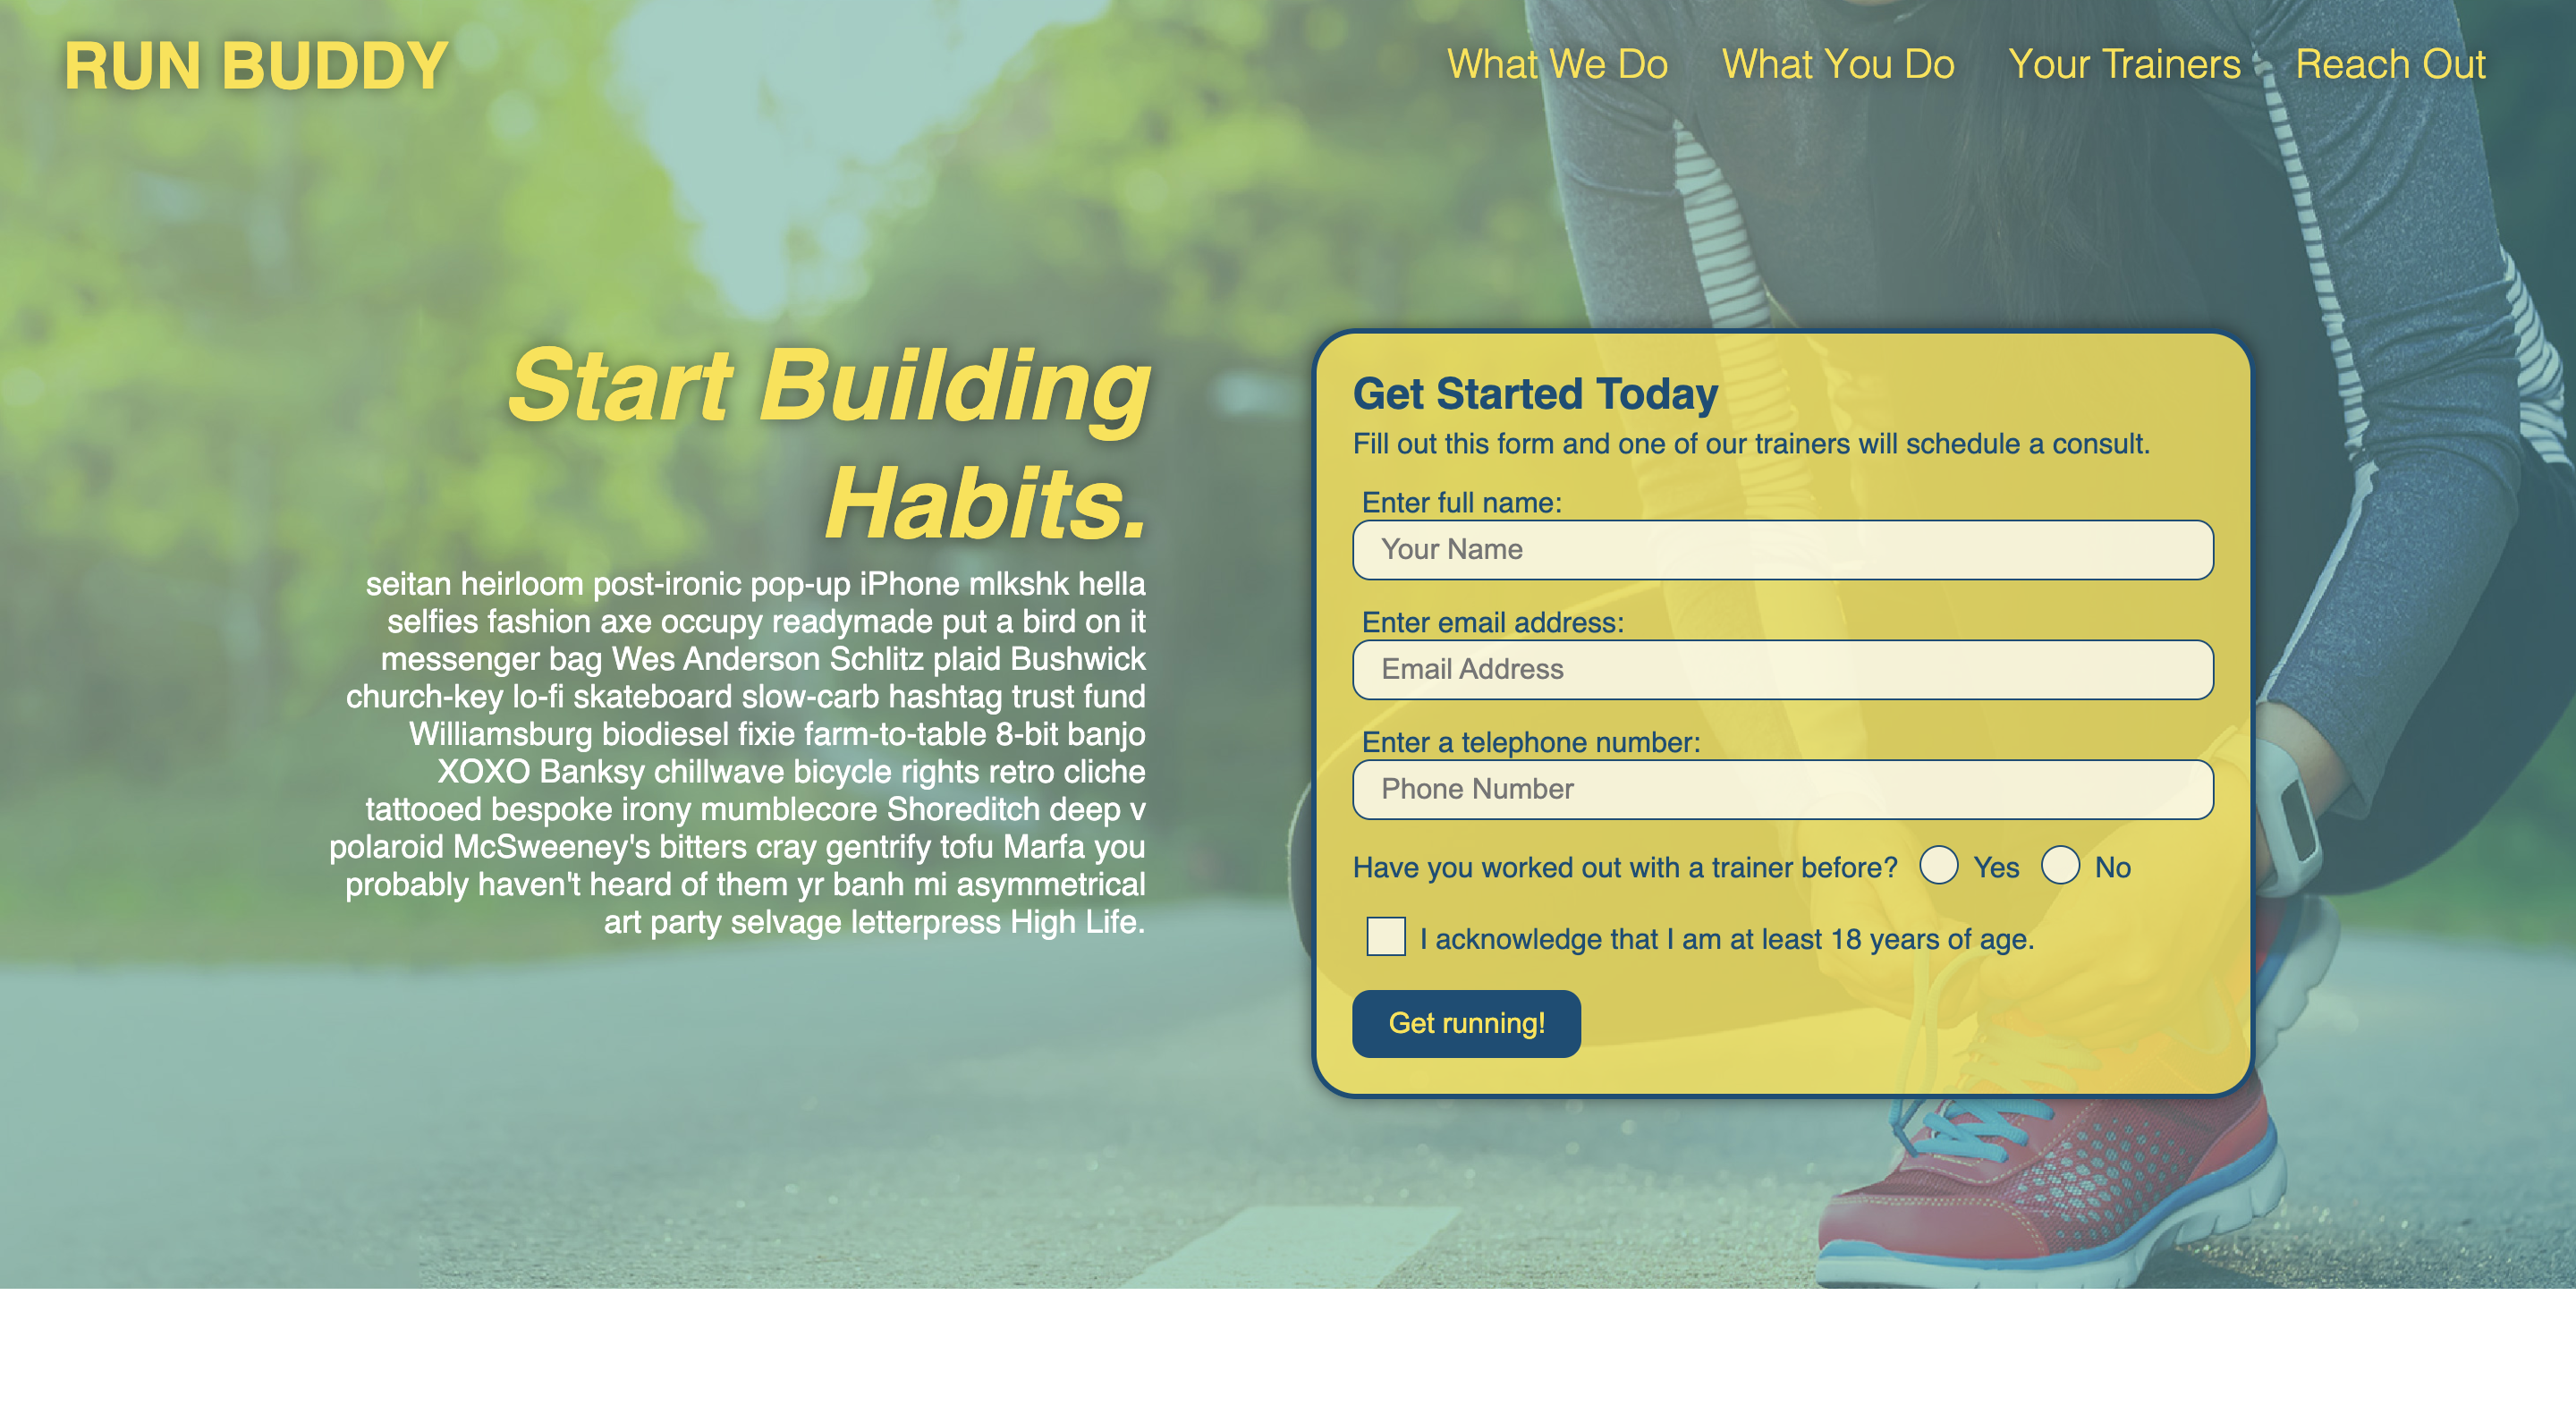 RUN BUDDY
What We Do
What You Do
Your Trainers
Reach Out
Start Building
Habits.
seitan heirloom post-ironic pop-up iPhone mlkshk hella
selfies fashion axe occupy readymade put a bird on it
messenger bag Wes Anderson Schlitz plaid Bushwick
church-key lo-fi skateboard slow-carb hashtag trust fund
Williamsburg biodiesel fixie farm-to-table 8-bit banjo
XOXO Banksy chillwave bicycle rights retro cliche
tattooed bespoke irony mumblecore Shoreditch deep v
polaroid McSweeney's bitters cray gentrify tofu Marfa you
probably haven't heard of them yr banh mi asymmetrical
art party selvage letterpress High Life.
Get Started Today
Fill out this form and one of our trainers will schedule a consult.
Enter full name:
Your Name
Enter email address:
Email Address
Enter a telephone number:
Phone Number
Have you worked out with a trainer before? Yes No
I acknowledge that I am at least 18 years of age.
Get running!